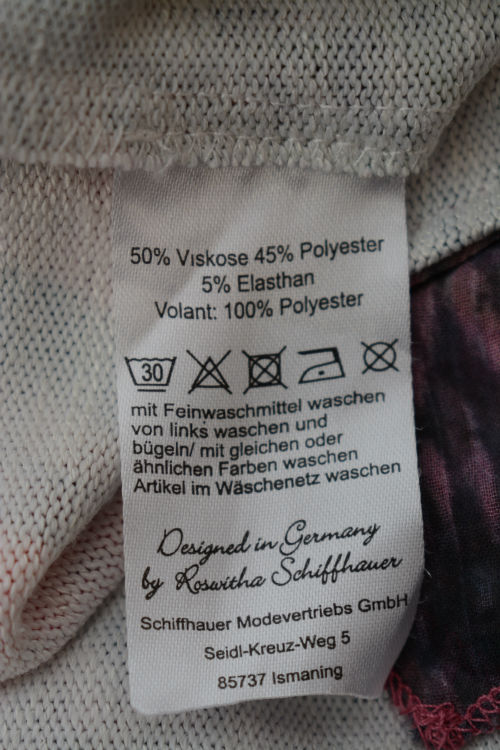 50% Viskose 45% Polyester
5% Elasthan
Volant: 100% Polyester
30
mit Feinwaschmittel waschen
von links waschen und
bügeln/ mit gleichen oder
ähnlichen Farben waschen
Artikel im Wäschenetz waschen
Designed in Germany
by Roswitha Schiffhauer
Schiffhauer Modevertriebs GmbH
Seidl-Kreuz-Weg 5
85737 Ismaning